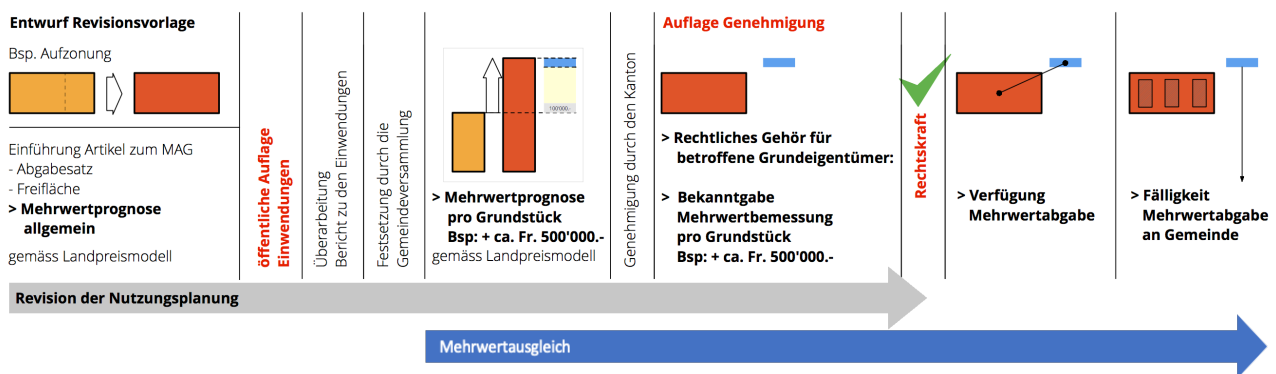 Entwurf Revisionsvorlage
Bsp. Aufzonung
Einführung Artikel zum MAG
- Abgabesatz
- Freifläche
> Mehrwertprognose
allgemein
gemäss Landpreismodell
öffentliche Auflage
Einwendungen
Überarbeitung
Bericht zu den Einwendungen
Festsetzung durch die
Gemeindeversammlung
100'000.-
> Mehrwertprognose
pro Grundstück
Bsp: + ca. Fr. 500'000.-
gemäss Landpreismodell
Genehmigung durch den Kanton
Auflage Genehmigung
> Rechtliches Gehör für
betroffene Grundeigentümer:
> Bekanntgabe
Mehrwertbemessung
pro Grundstück
Bsp: + ca. Fr. 500'000.-
Rechtskraft
> Verfügung
Mehrwertabgabe
> Fälligkeit
Mehrwertabgabe
an Gemeinde
Revision der Nutzungsplanung
Mehrwertausgleich